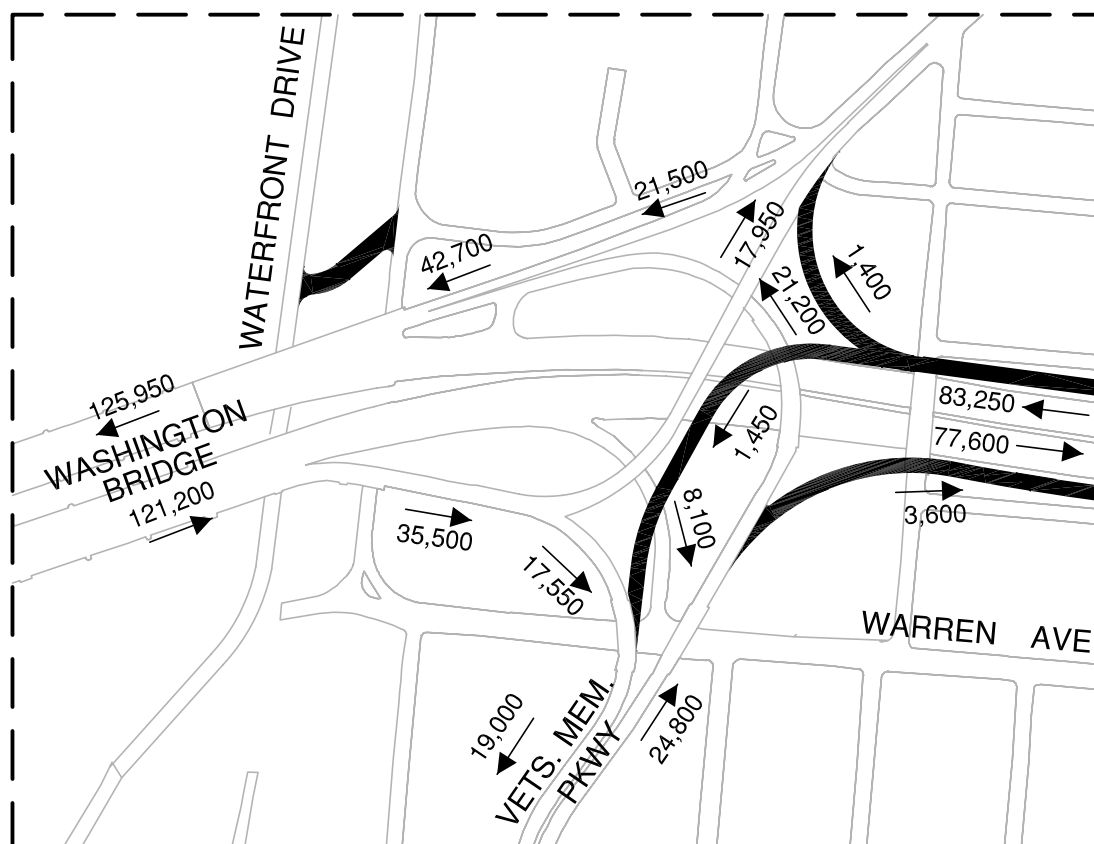 WATERFRONT DRIVE
21,500
17,950
42,700
1,400
21,200
125,950
83,250
WASHINGTON
BRIDGE
1,450
77,600
121,200
8,100
3,600
35,500
17,550
WARREN AVE
19,000
VETS. MEM.
PKWY
24,800